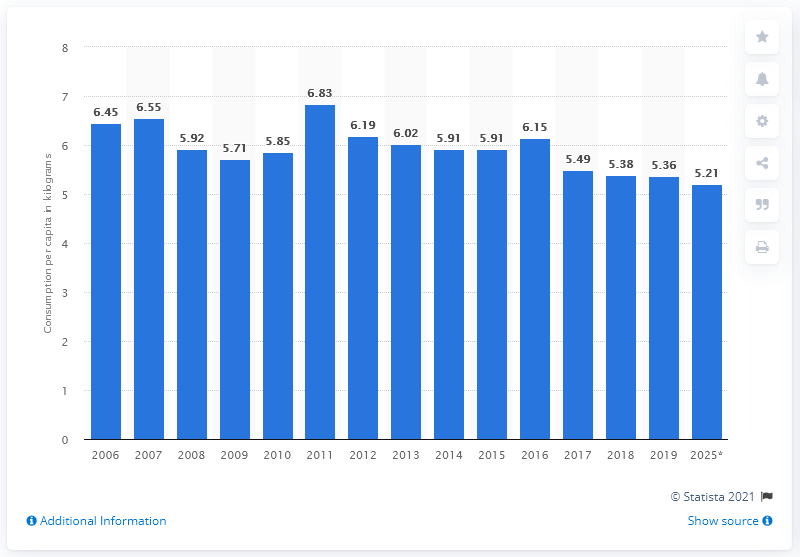 8
7
6
5
4
3
2
1
0
Consumption per capita in kilograms
6.45 6.55 5.92 5.71 5.85 6.83 6.19 6.02 5.91 5.91 6.15 5.49 5.38 5.36 5.21
2006 2007 2008 2009 2010 2011 2012 2013 2014 2015 2016 2017 2018 2019 2025*
© Statista 2021
Additional Information
Show source